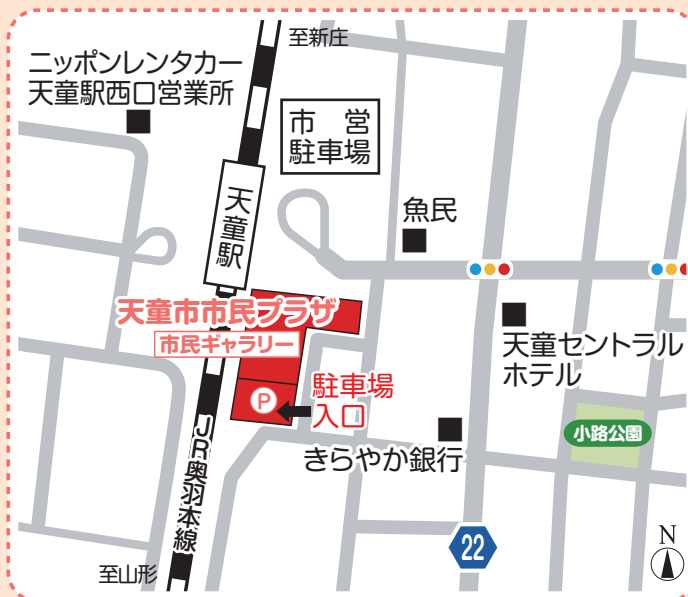 至新庄
ニッポンレンタカー
天童駅西口営業所
市 営
駐車場
天童駅
魚民
天童市市民プラザ
市民ギャラリー
天童セントラル
ホテル
P
駐車場
入口
きらやか銀行
小路公園
JR奥羽本線
22
N
至山形